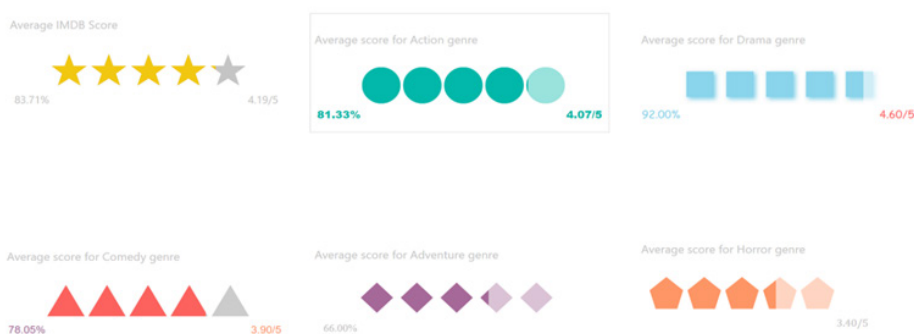 Average IMDB Score
83.71% 4.19/5
Average score for Action genre
81.33% 4.07/5
Average score for Drama genre
92.00% 4.60/5
Average score for Comedy genre
78.05% 3.90/5
Average score for Adventure genre
66.00%
Average score for Horror genre
3.40/5